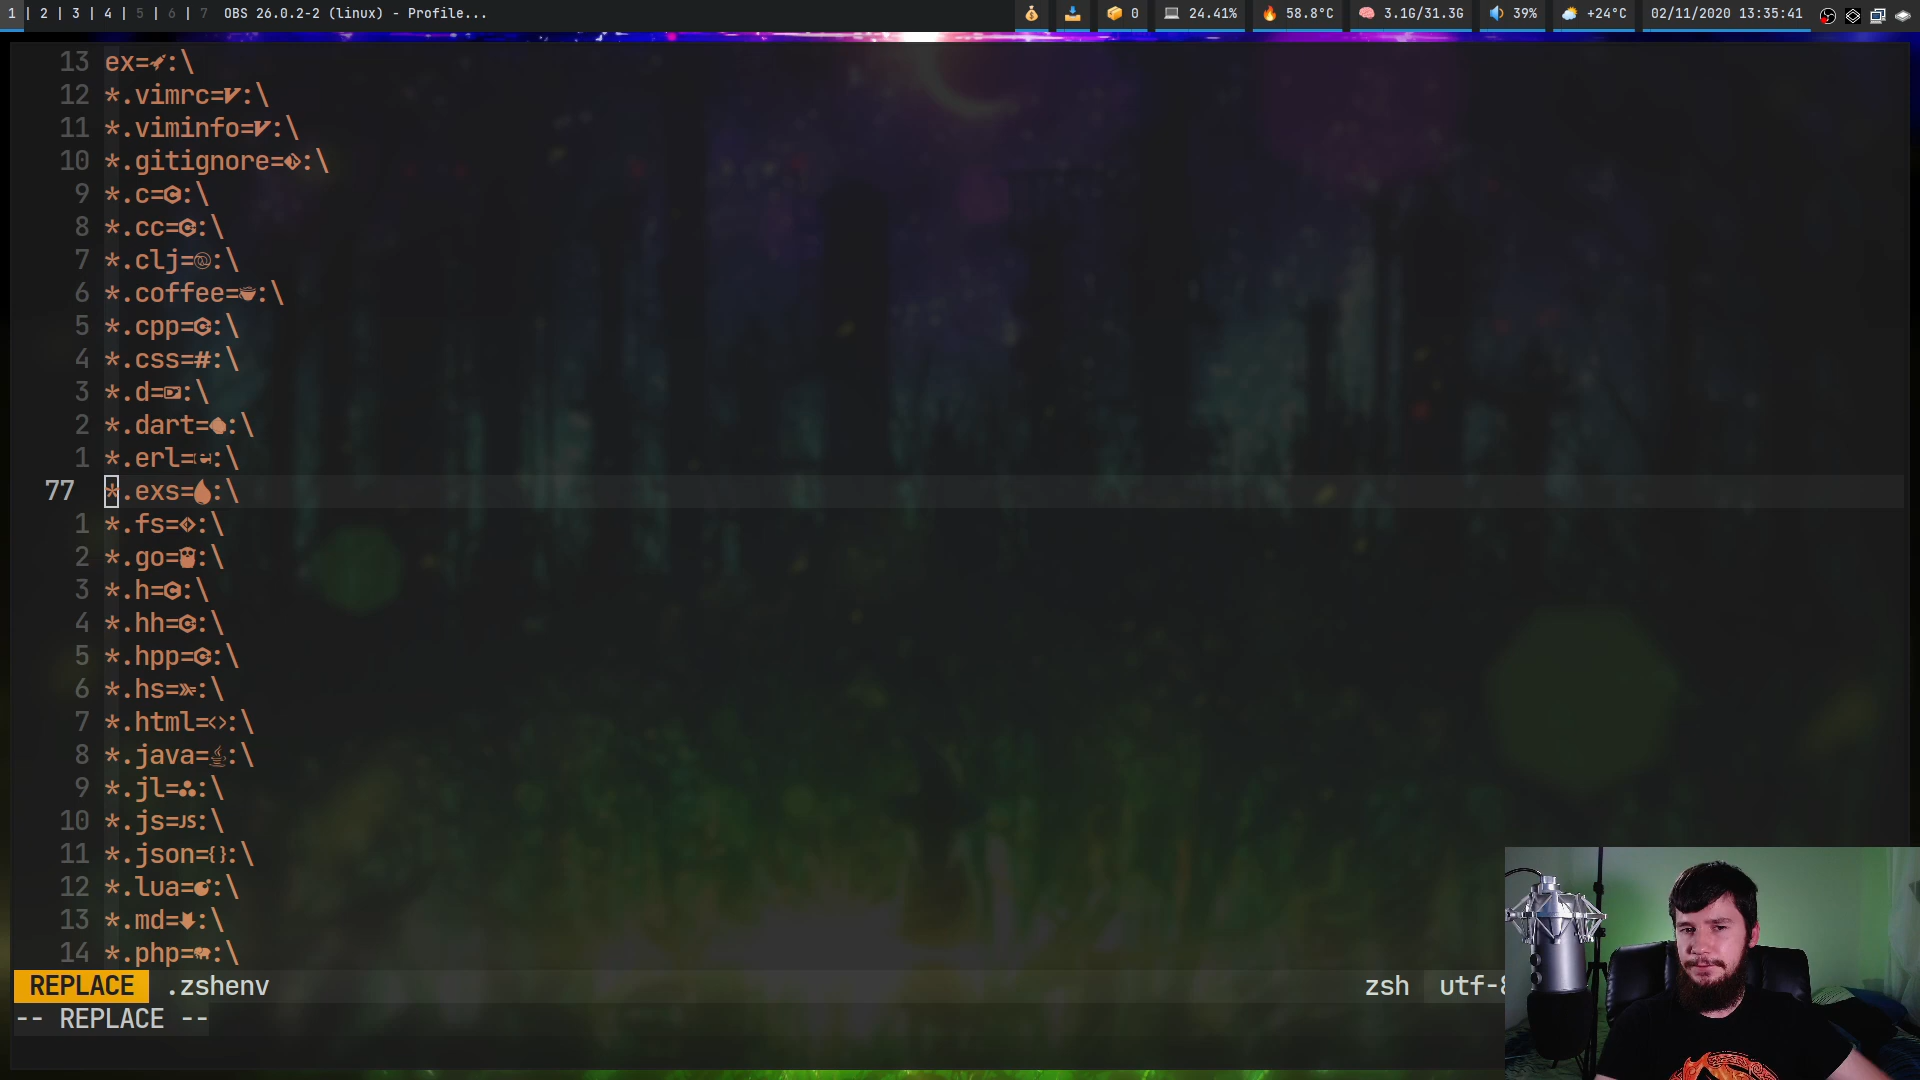 1 | 2 | 3 | 4 | 5 | 6 | 7 OBS 26.0.2-2 (linux) - Profile... 0 24.41% 58.8°C 3.1G/31.3G 39% +24°C 02/11/2020 13:35:41
13 ex=:\
12 *.vimrc=:\
11 *.viminfo=:\
10 *.gitignore=:\
9 *.c=:\
8 *.cc=:\
7 *.clj=:\
6 *.coffee=:\
5 *.cpp=:\
4 *.css=#:\
3 *.d=:\
2 *.dart=:\
1 *.erl=:\
77 *.exs=:\
1 *.fs=:\
2 *.go=:\
3 *.h=:\
4 *.hh=:\
5 *.hpp=:\
6 *.hs=:\
7 *.html=<>:\
8 *.java=:\
9 *.jl=:\
10 *.js=JS:\
11 *.json={}:\
12 *.lua=:\
13 *.md=:\
14 *.php=:\
REPLACE .zshenv zsh utf-8
-- REPLACE --